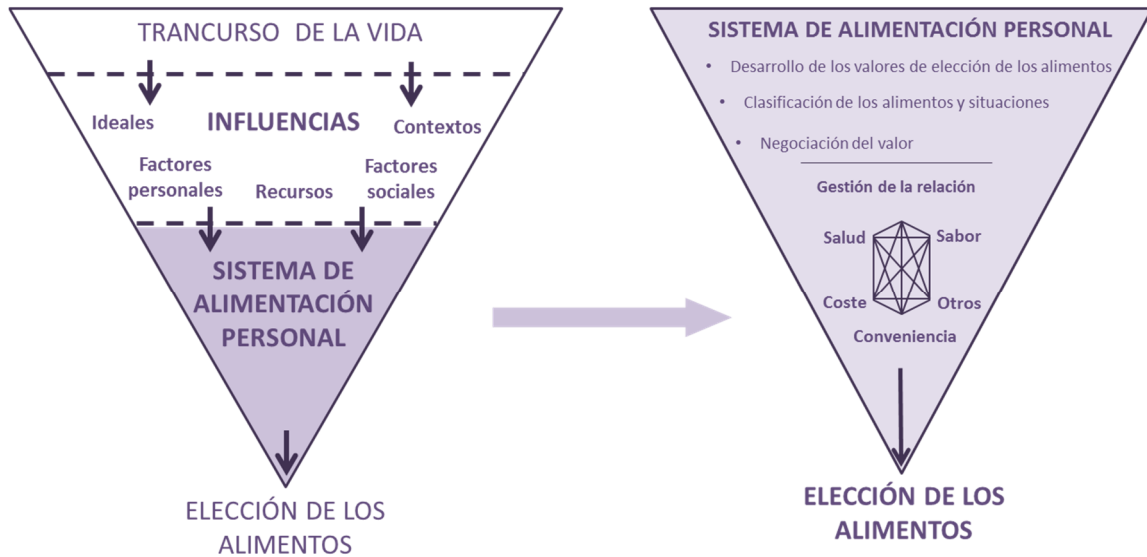 TRANCURSO DE LA VIDA
Ideales
INFLUENCIAS
Contextos
Factores
personales
Recursos
Factores
sociales
SISTEMA DE
ALIMENTACIÓN
PERSONAL
ELECCIÓN DE LOS
ALIMENTOS
SISTEMA DE ALIMENTACIÓN PERSONAL
• Desarrollo de los valores de elección de los alimentos
• Clasificación de los alimentos y situaciones
• Negociación del valor
Gestión de la relación
Salud
Sabor
Coste
Otros
Conveniencia
ELECCIÓN DE LOS
ALIMENTOS